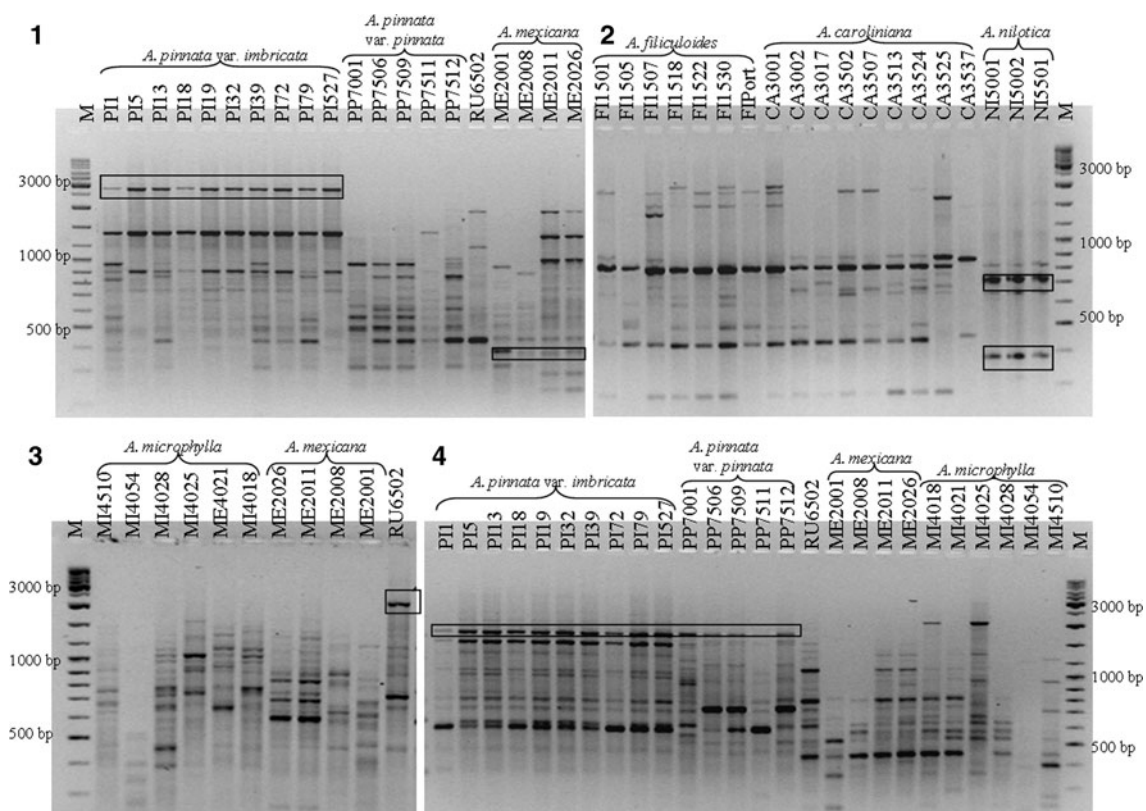 1
A. pinnata var. imbricata
A. pinnata
var. pinnata
A. mexicana
M PI1 PI5 PI13 PI18 PI19 PI32 PI39 PI72 PI79 PI527 PP7001 PP7506 PP7509 PP7511 PP7512 RU6502 ME2001 ME2008 ME2011 ME2026
3000 bp
1000 bp
500 bp
2
A. filiculoides
A. caroliniana
A. nilotica
FI1501 FI1505 FI1507 FI1518 FI1522 FI1530 FIPort. CA3001 CA3002 CA3017 CA3502 CA3507 CA3513 CA3524 CA3525 CA3537 NI5001 NI5002 NI5501 M
3000 bp
1000 bp
500 bp
3
A. microphylla
A. mexicana
M MI4510 MI4054 MI4028 MI4025 ME4021 MI4018 ME2026 ME2011 ME2008 ME2001 RU6502
3000 bp
1000 bp
500 bp
4
A. pinnata var. imbricata
A. pinnata
var. pinnata
A. mexicana
A. microphylla
PI1 PI5 PI13 PI18 PI19 PI32 PI39 PI72 PI79 PI527 PP7001 PP7506 PP7509 PP7511 PP7512 RU6502 ME2001 ME2008 ME2011 ME2026 MI4018 MI4021 MI4025 MI4028 MI4054 MI4510 M
3000 bp
1000 bp
500 bp